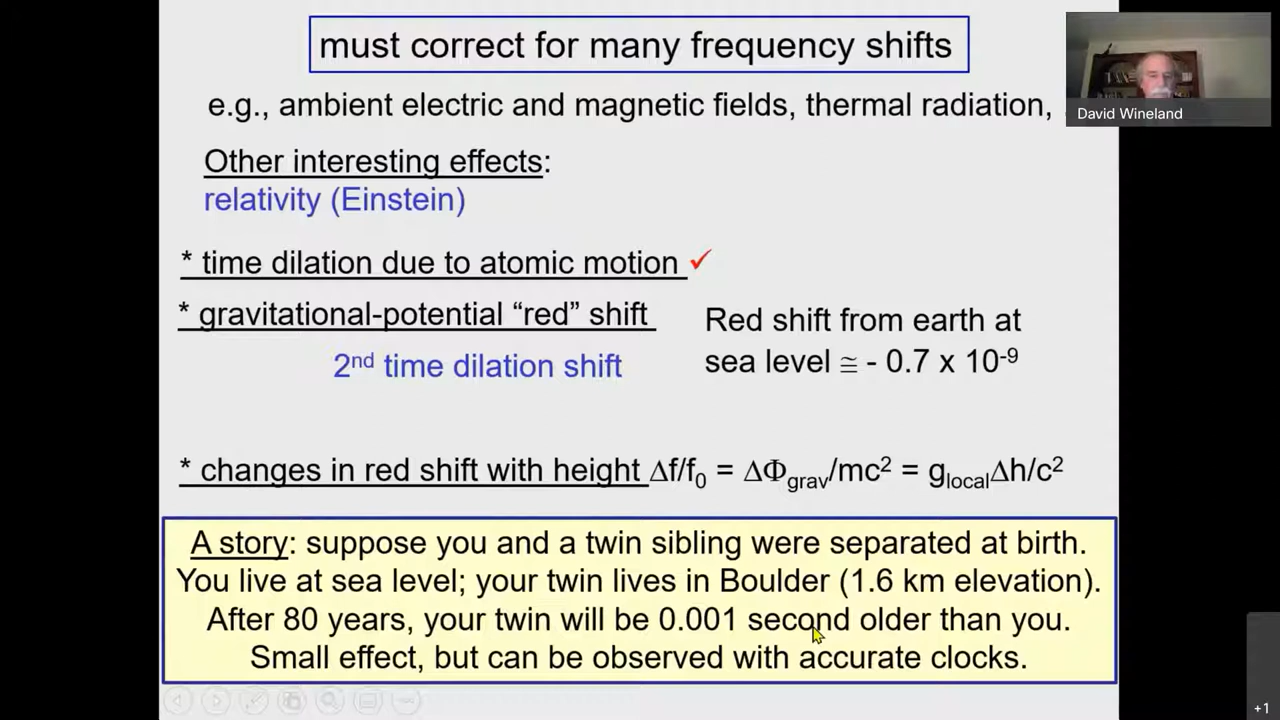 must correct for many frequency shifts
e.g., ambient electric and magnetic fields, thermal radiation,
David Wineland
Other interesting effects:
relativity (Einstein)
* time dilation due to atomic motion ✓
* gravitational-potential “red” shift
2nd time dilation shift
Red shift from earth at
sea level ≅ - 0.7 x 10-9
* changes in red shift with height Δf/f0 = ΔΦgrav/mc2 = glocalΔh/c2
A story: suppose you and a twin sibling were separated at birth.
You live at sea level; your twin lives in Boulder (1.6 km elevation).
After 80 years, your twin will be 0.001 second older than you.
Small effect, but can be observed with accurate clocks.
+1